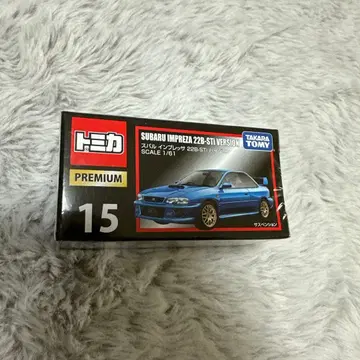 トミカ
PREMIUM
15
SUBARU IMPREZA 22B-STi VERSION
スバル インプレッサ 22B-STi
SCALE 1/61
TAKARA
TOMY
サスペンション